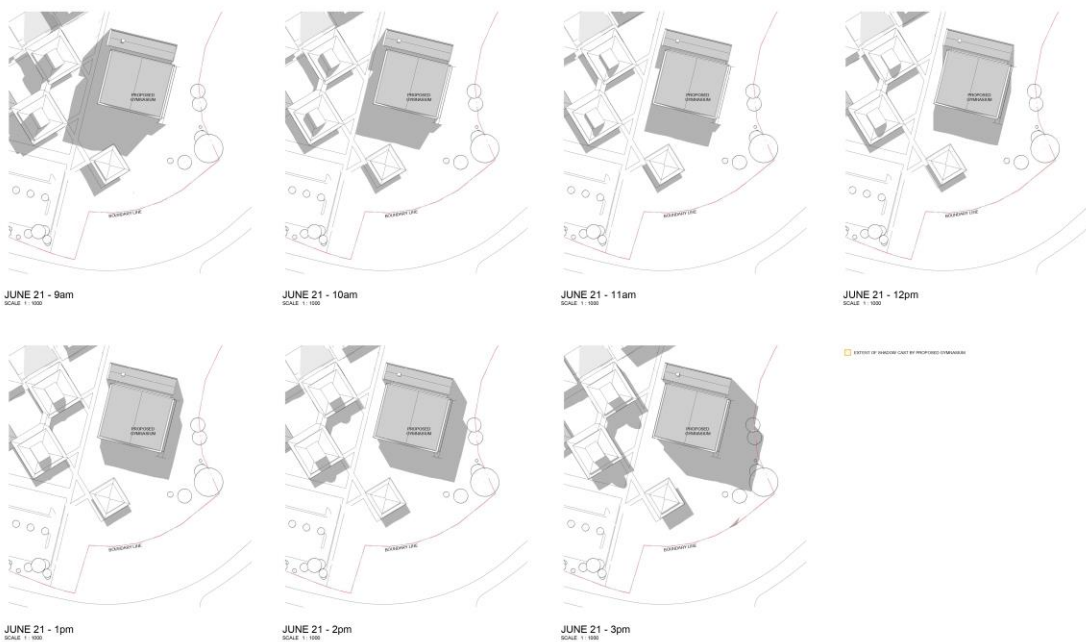 PROPOSED
GYMNASIUM
BOUNDARY LINE
JUNE 21 - 9am
SCALE 1 : 1000
PROPOSED
GYMNASIUM
BOUNDARY LINE
JUNE 21 - 10am
SCALE 1 : 1000
PROPOSED
GYMNASIUM
BOUNDARY LINE
JUNE 21 - 11am
SCALE 1 : 1000
PROPOSED
GYMNASIUM
BOUNDARY LINE
JUNE 21 - 12pm
SCALE 1 : 1000
PROPOSED
GYMNASIUM
BOUNDARY LINE
JUNE 21 - 1pm
SCALE 1 : 1000
PROPOSED
GYMNASIUM
BOUNDARY LINE
JUNE 21 - 2pm
SCALE 1 : 1000
PROPOSED
GYMNASIUM
BOUNDARY LINE
JUNE 21 - 3pm
SCALE 1 : 1000
EXTENT OF SHADOW CAST BY PROPOSED GYMNASIUM